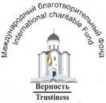 Международный благотворительный фонд
International charitable Fund
Верность
Trustiness